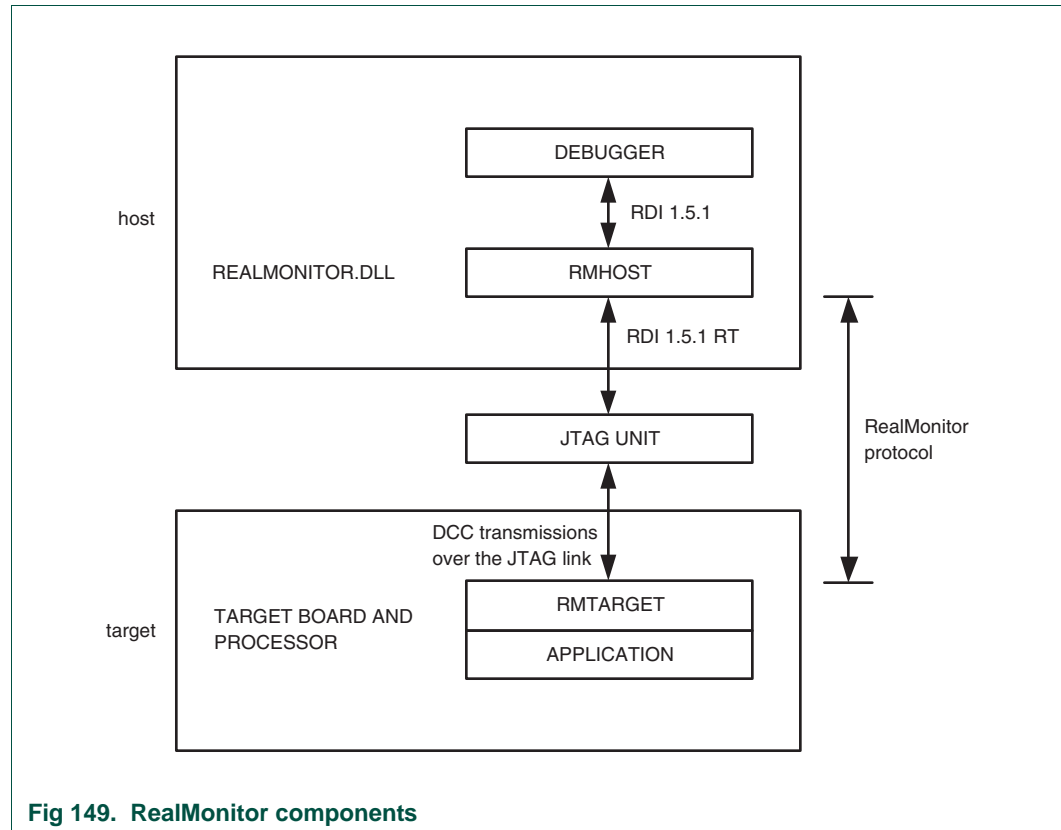 DEBUGGER
RDI 1.5.1
host
REALMONITOR.DLL
RMHOST
RDI 1.5.1 RT
JTAG UNIT
RealMonitor
protocol
DCC transmissions
over the JTAG link
target
TARGET BOARD AND
PROCESSOR
RMTARGET
APPLICATION
Fig 149. RealMonitor components